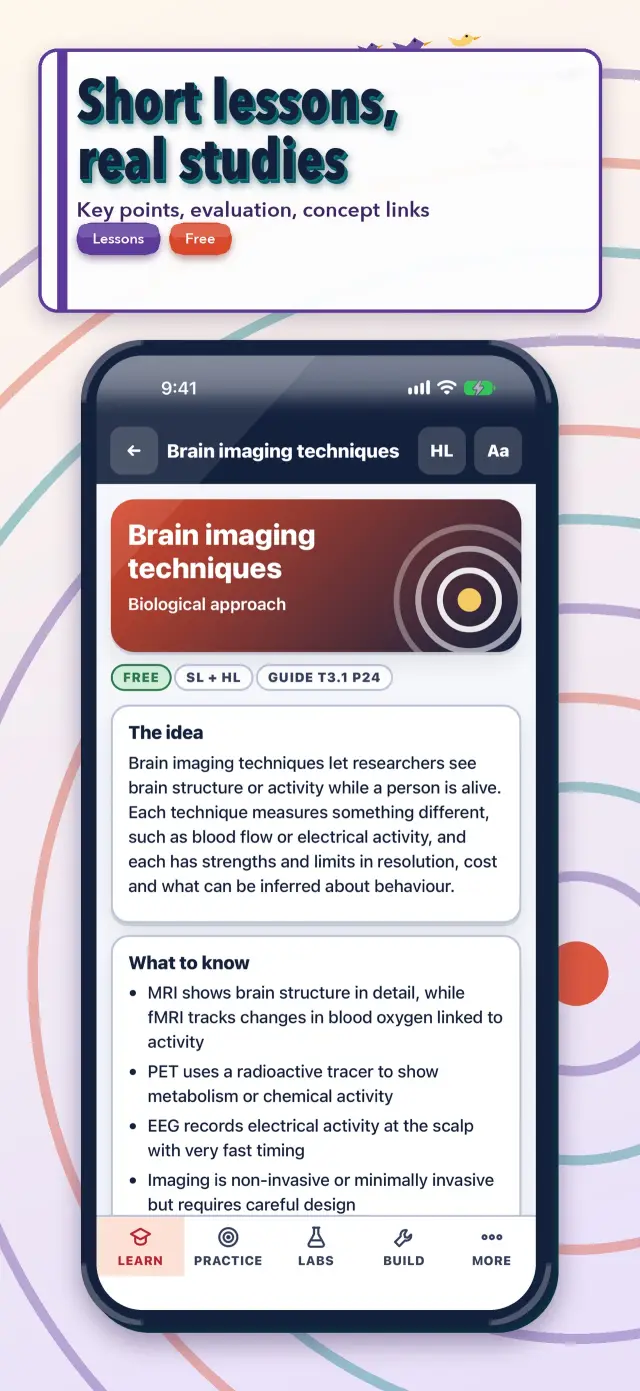 Short lessons,
real studies
Key points, evaluation, concept links
Lessons Free
9:41
Brain imaging techniques HL Aa
Brain imaging
techniques
Biological approach
FREE SL + HL GUIDE T3.1 P24
The idea
Brain imaging techniques let researchers see
brain structure or activity while a person is alive.
Each technique measures something different,
such as blood flow or electrical activity, and
each has strengths and limits in resolution, cost
and what can be inferred about behaviour.
What to know
• MRI shows brain structure in detail, while
fMRI tracks changes in blood oxygen linked to
activity
• PET uses a radioactive tracer to show
metabolism or chemical activity
• EEG records electrical activity at the scalp
with very fast timing
• Imaging is non-invasive or minimally invasive
but requires careful design
LEARN PRACTICE LABS BUILD MORE